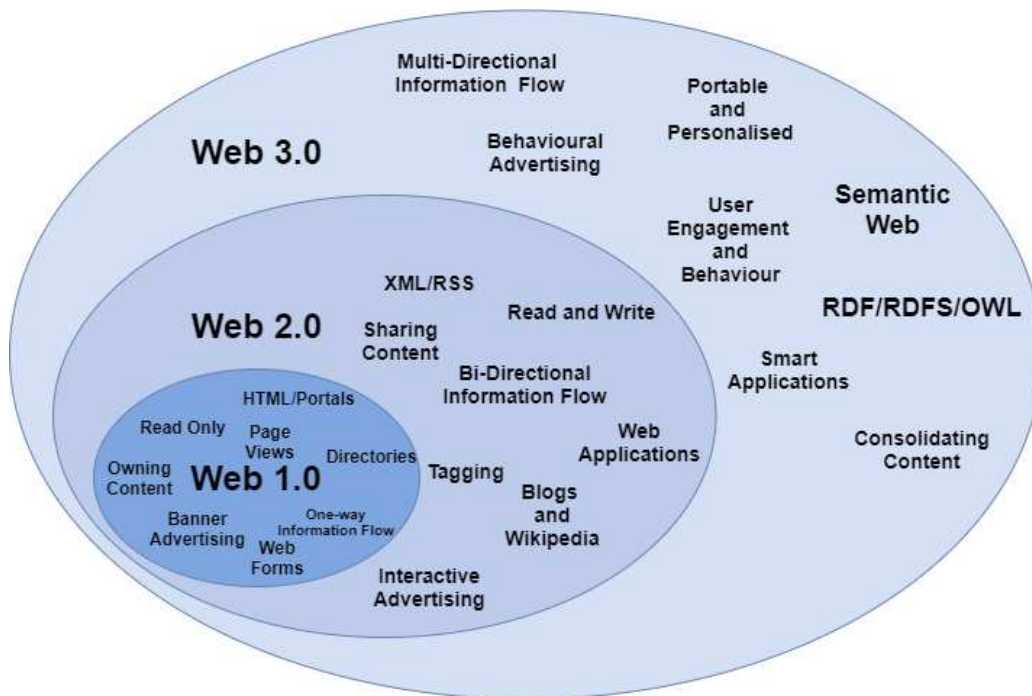 Multi-Directional
Information Flow
Portable
and
Personalised
Web 3.0
Behavioural
Advertising
Semantic
Web
User
Engagement
and
Behaviour
RDF/RDFS/OWL
Smart
Applications
Consolidating
Content
XML/RSS
Web 2.0
Read and Write
Sharing
Content
Bi-Directional
Information Flow
Web
Applications
Tagging
Blogs
and
Wikipedia
Interactive
Advertising
HTML/Portals
Read Only
Page
Views
Directories
Owning
Content
Web 1.0
Banner
Advertising
One-way
Information Flow
Web
Forms